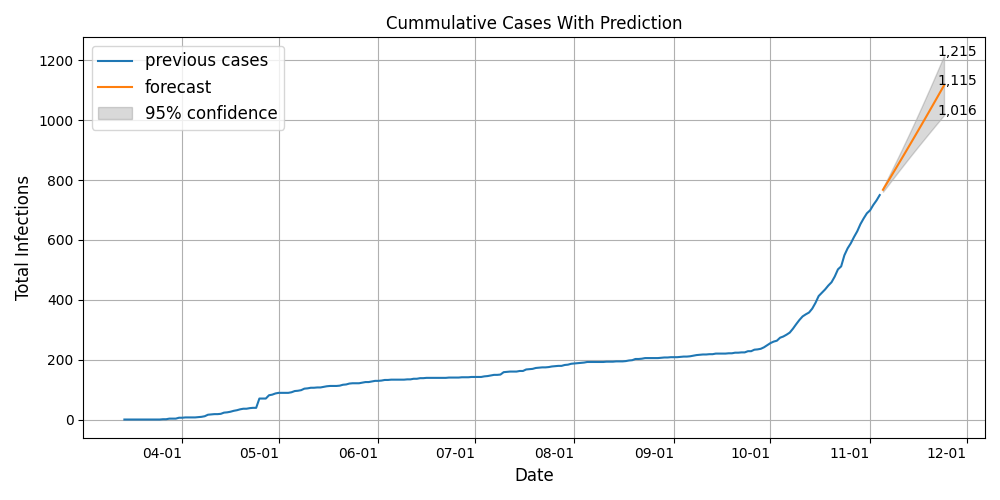 Cummulative Cases With Prediction
previous cases
forecast
95% confidence
1,215
1,115
1,016
Total Infections
1200
1000
800
600
400
200
0
04-01 05-01 06-01 07-01 08-01 09-01 10-01 11-01 12-01
Date